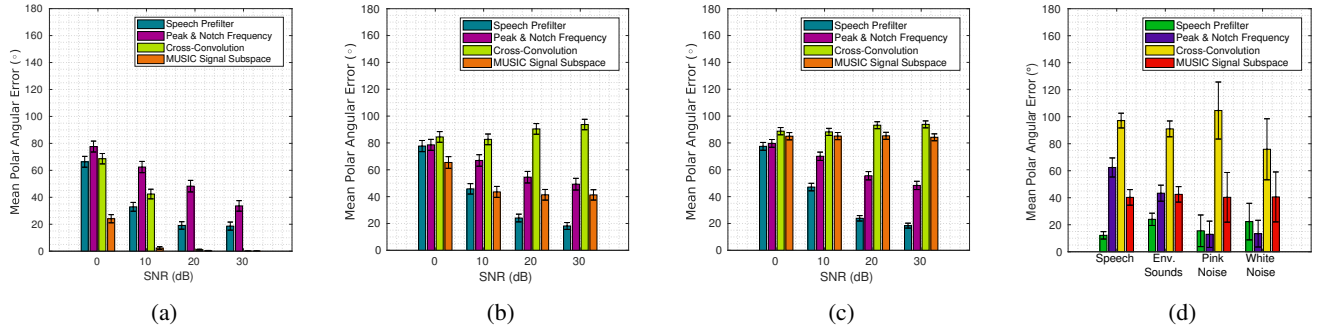 180
160
140
120
100
80
60
40
20
0
Mean Polar Angular Error (○)
Speech Prefilter
Peak & Notch Frequency
Cross-Convolution
MUSIC Signal Subspace
0 10 20 30
SNR (dB)
(a)
180
160
140
120
100
80
60
40
20
0
Mean Polar Angular Error (○)
Speech Prefilter
Peak & Notch Frequency
Cross-Convolution
MUSIC Signal Subspace
0 10 20 30
SNR (dB)
(b)
180
160
140
120
100
80
60
40
20
0
Mean Polar Angular Error (○)
Speech Prefilter
Peak & Notch Frequency
Cross-Convolution
MUSIC Signal Subspace
0 10 20 30
SNR (dB)
(c)
180
160
140
120
100
80
60
40
20
0
Mean Polar Angular Error (°)
Speech Prefilter
Peak & Notch Frequency
Cross-Convolution
MUSIC Signal Subspace
Speech Env. Pink White
Sounds Noise Noise
(d)